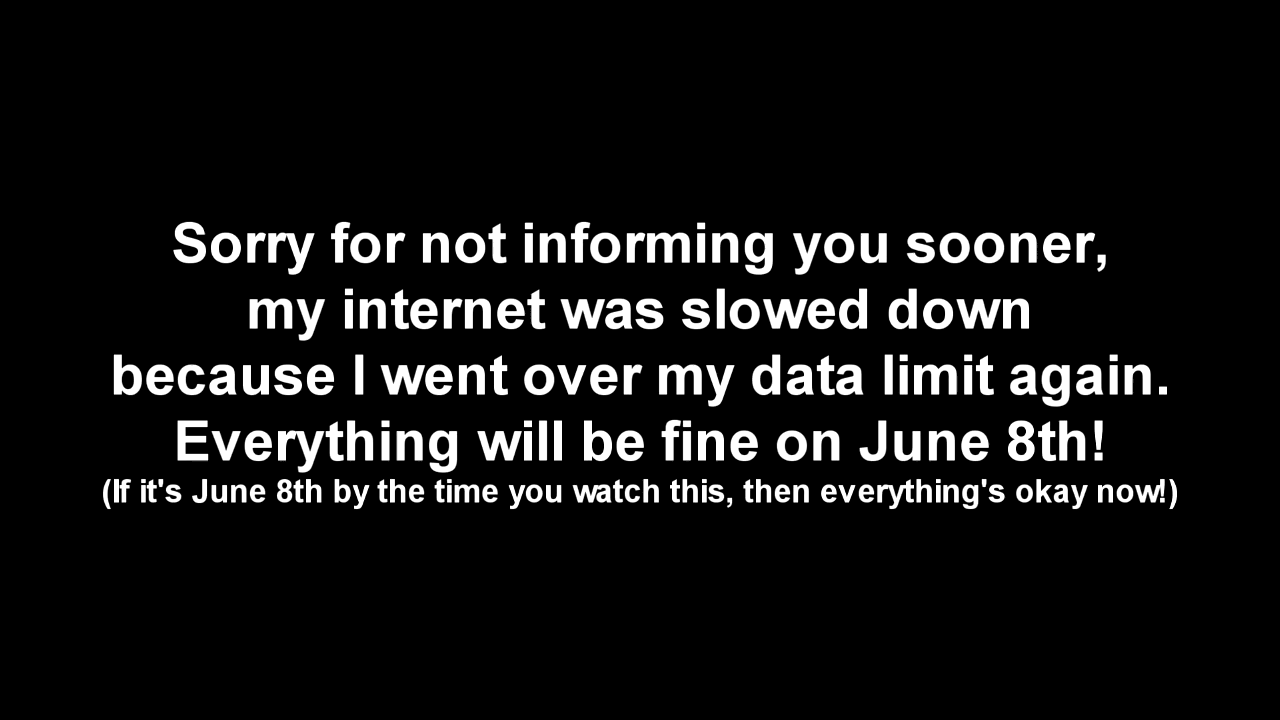 Sorry for not informing you sooner,
my internet was slowed down
because I went over my data limit again.
Everything will be fine on June 8th!
(If it's June 8th by the time you watch this, then everything's okay now!)